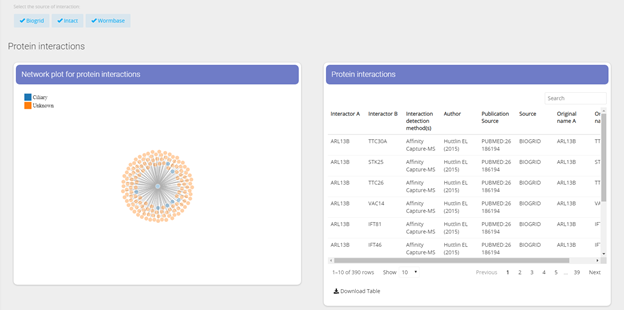 Select the source of interaction:
Biogrid Intact Wormbase
Protein interactions
Network plot for protein interactions
Ciliary
Unknown
Protein interactions
Search
Interactor A Interactor B Interaction detection method(s) Author Publication Source Source Original name A
ARL13B TTC30A Affinity Capture-MS Huttlin EL (2015) PUBMED:26186194 BIOGRID ARL13B TT
ARL13B STK25 Affinity Capture-MS Huttlin EL (2015) PUBMED:26186194 BIOGRID ARL13B ST
ARL13B TTC26 Affinity Capture-MS Huttlin EL (2015) PUBMED:26186194 BIOGRID ARL13B TT
ARL13B VAC14 Affinity Capture-MS Huttlin EL (2015) PUBMED:26186194 BIOGRID ARL13B VA
ARL13B IFT81 Affinity Capture-MS Huttlin EL (2015) PUBMED:26186194 BIOGRID ARL13B IF
ARL13B IFT46 Affinity Capture-MS Huttlin EL (2015) PUBMED:26186194 BIOGRID ARL13B IF
1–10 of 390 rows Show 10 Previous 1 2 3 4 5 ... 39 Next
Download Table